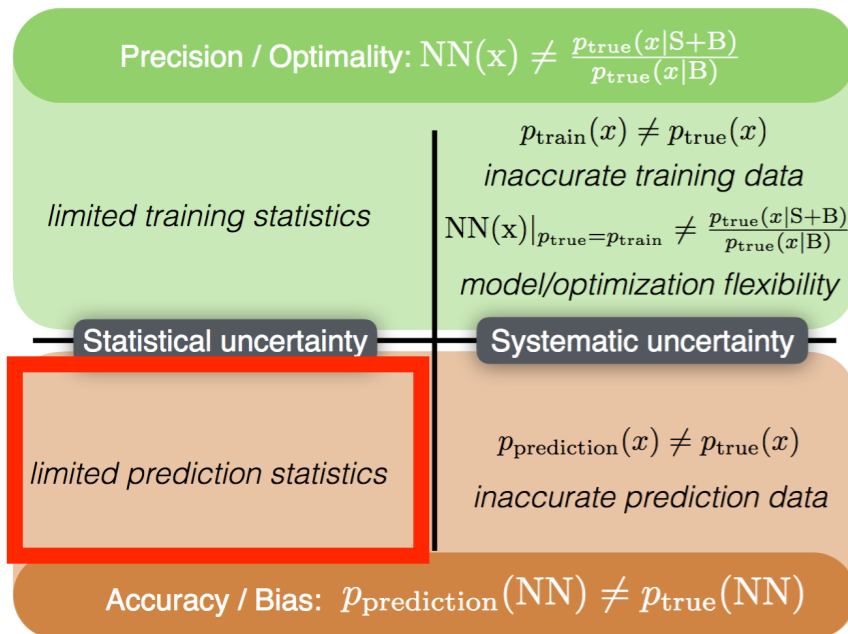 Precision / Optimality: NN(x) ≠ p_true(x|S+B) / p_true(x|B)
p_train(x) ≠ p_true(x)
inaccurate training data
limited training statistics
NN(x)|_{p_true=p_train} ≠ p_true(x|S+B) / p_true(x|B)
model/optimization flexibility
Statistical uncertainty
Systematic uncertainty
limited prediction statistics
p_prediction(x) ≠ p_true(x)
inaccurate prediction data
Accuracy / Bias: p_prediction(NN) ≠ p_true(NN)